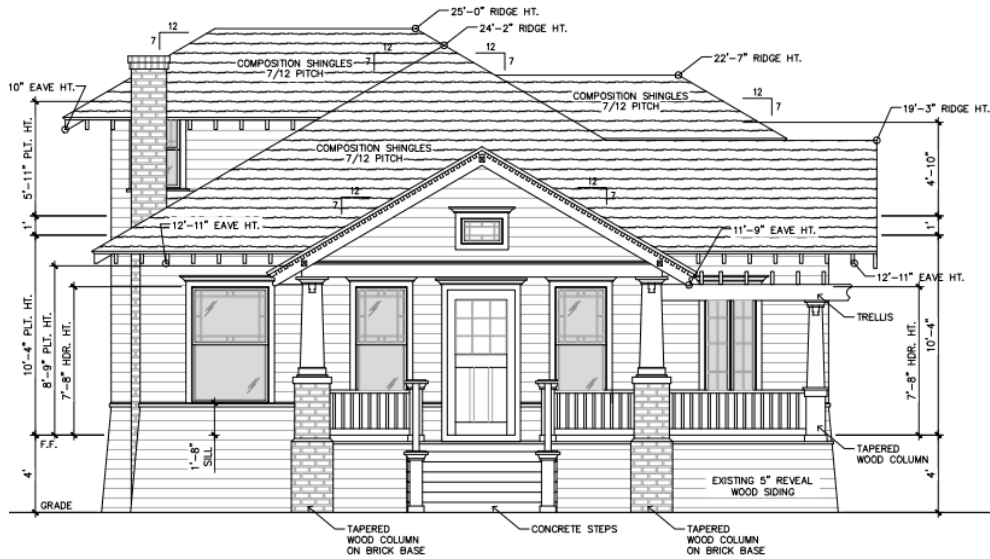 25'-0" RIDGE HT.
24'-2" RIDGE HT.
12
7
12
7
12
7
COMPOSITION SHINGLES
7/12 PITCH
22'-7" RIDGE HT.
10" EAVE HT.
COMPOSITION SHINGLES
7/12 PITCH
12
7
19'-3" RIDGE HT.
5'-11" PLT. HT.
COMPOSITION SHINGLES
7/12 PITCH
4'-10"
12
7
12
7
1'
12'-11" EAVE HT.
11'-9" EAVE HT.
1'
12'-11" EAVE HT.
10'-4" PLT. HT.
8'-9" PLT. HT.
7'-8" HDR. HT.
TRELLIS
7'-8" HDR. HT.
10'-4"
F.F.
1'-8"
SILL
TAPERED
WOOD COLUMN
4'
EXISTING 5" REVEAL
WOOD SIDING
4'
GRADE
TAPERED
WOOD COLUMN
ON BRICK BASE
CONCRETE STEPS
TAPERED
WOOD COLUMN
ON BRICK BASE